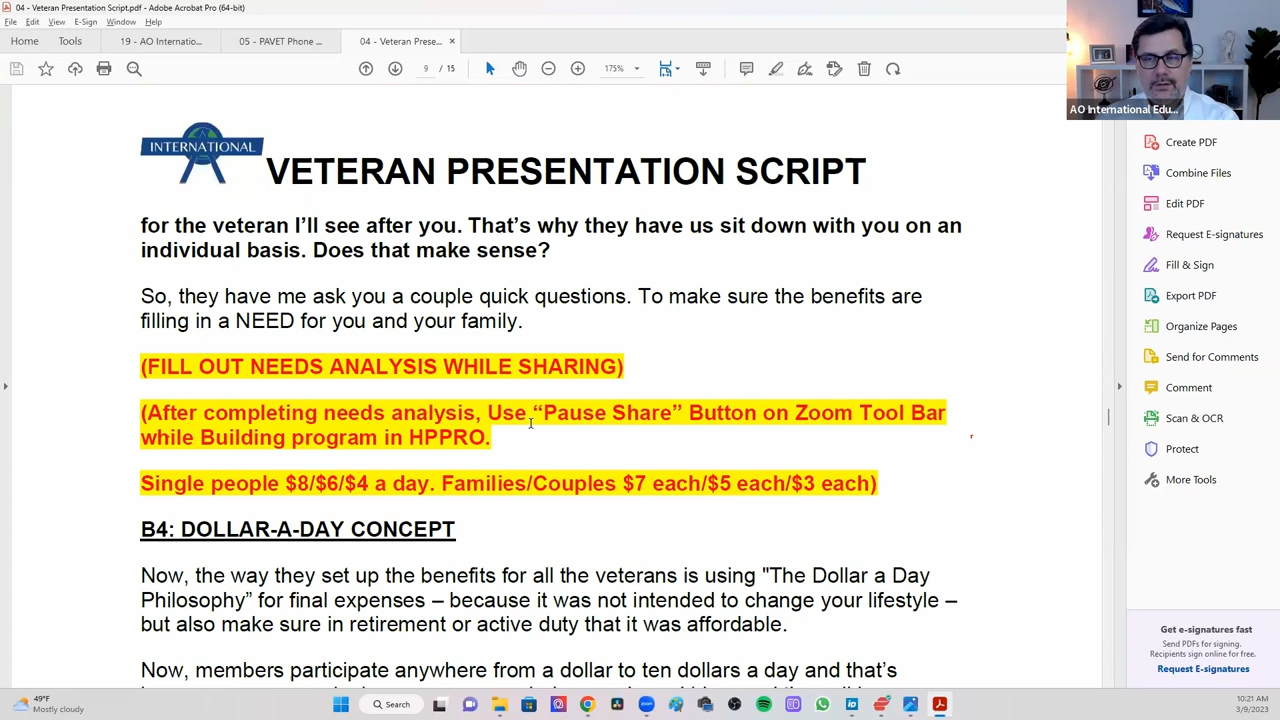 04 - Veteran Presentation Script.pdf - Adobe Acrobat Pro (64-bit)
File Edit View E-Sign Window Help
Home Tools 19 - AO Internatio... 05 - PAVET Phone ... 04 - Veteran Prese... ×
9 / 15 175%
AO International Edu...
INTERNATIONAL
VETERAN PRESENTATION SCRIPT
for the veteran I’ll see after you. That’s why they have us sit down with you on an
individual basis. Does that make sense?
So, they have me ask you a couple quick questions. To make sure the benefits are
filling in a NEED for you and your family.
(FILL OUT NEEDS ANALYSIS WHILE SHARING)
(After completing needs analysis, Use “Pause Share” Button on Zoom Tool Bar
while Building program in HPPRO.
Single people $8/$6/$4 a day. Families/Couples $7 each/$5 each/$3 each)
B4: DOLLAR-A-DAY CONCEPT
Now, the way they set up the benefits for all the veterans is using "The Dollar a Day
Philosophy” for final expenses – because it was not intended to change your lifestyle –
but also make sure in retirement or active duty that it was affordable.
Now, members participate anywhere from a dollar to ten dollars a day and that’s
Create PDF
Combine Files
Edit PDF
Request E-signatures
Fill & Sign
Export PDF
Organize Pages
Send for Comments
Comment
Scan & OCR
Protect
More Tools
Get e-signatures fast
Send PDFs for signing.
Recipients sign online for free.
Request E-signatures
49°F
Mostly cloudy
Search
10:21 AM
3/9/2023